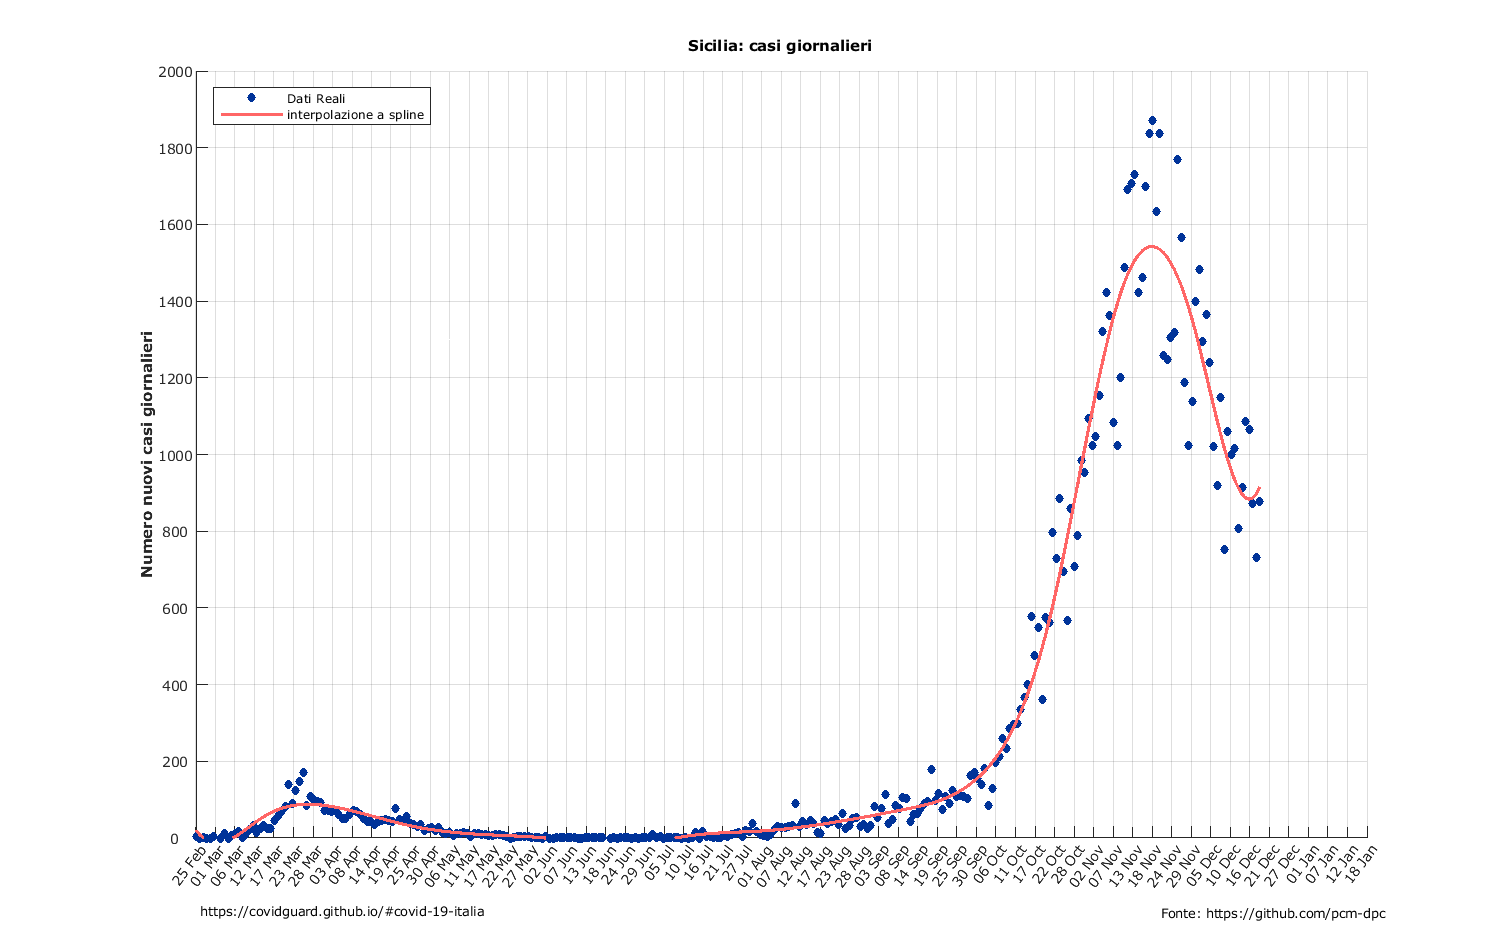 Sicilia: casi giornalieri
Dati Reali
interpolazione a spline
Numero nuovi casi giornalieri
2000
1800
1600
1400
1200
1000
800
600
400
200
0
25 Feb
01 Mar
06 Mar
12 Mar
17 Mar
23 Mar
28 Mar
03 Apr
08 Apr
14 Apr
19 Apr
25 Apr
30 Apr
06 May
11 May
17 May
22 May
27 May
02 Jun
07 Jun
13 Jun
18 Jun
24 Jun
29 Jun
05 Jul
10 Jul
16 Jul
21 Jul
27 Jul
01 Aug
07 Aug
12 Aug
17 Aug
23 Aug
28 Aug
03 Sep
08 Sep
14 Sep
19 Sep
25 Sep
30 Sep
06 Oct
11 Oct
17 Oct
22 Oct
28 Oct
02 Nov
07 Nov
13 Nov
18 Nov
24 Nov
29 Nov
05 Dec
10 Dec
16 Dec
21 Dec
27 Dec
01 Jan
07 Jan
12 Jan
18 Jan
https://covidguard.github.io/#covid-19-italia
Fonte: https://github.com/pcm-dpc